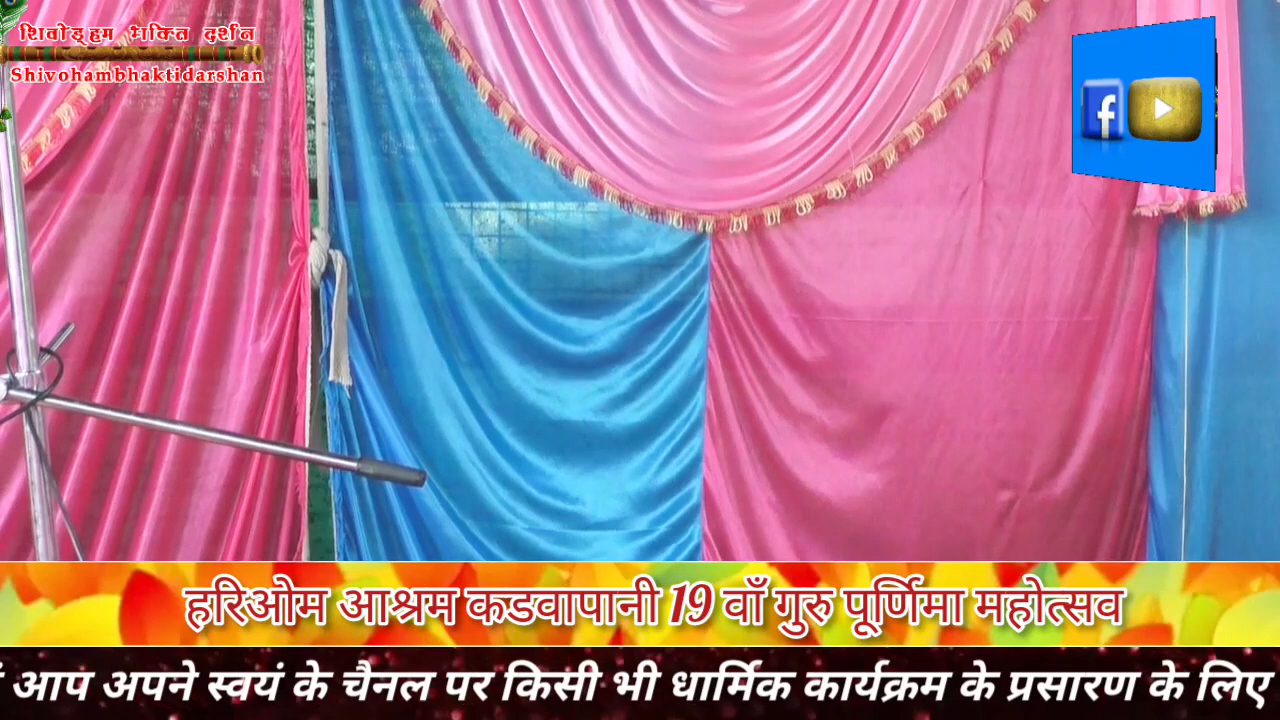 शिवोड्हम भक्ति दर्शन
Shivohambhaktidarshan
हरिओम आश्रम कडवापानी 19 वाँ गुरु पूर्णिमा महोत्सव
आप अपने स्वयं के चैनल पर किसी भी धार्मिक कार्यक्रम के प्रसारण के लिए